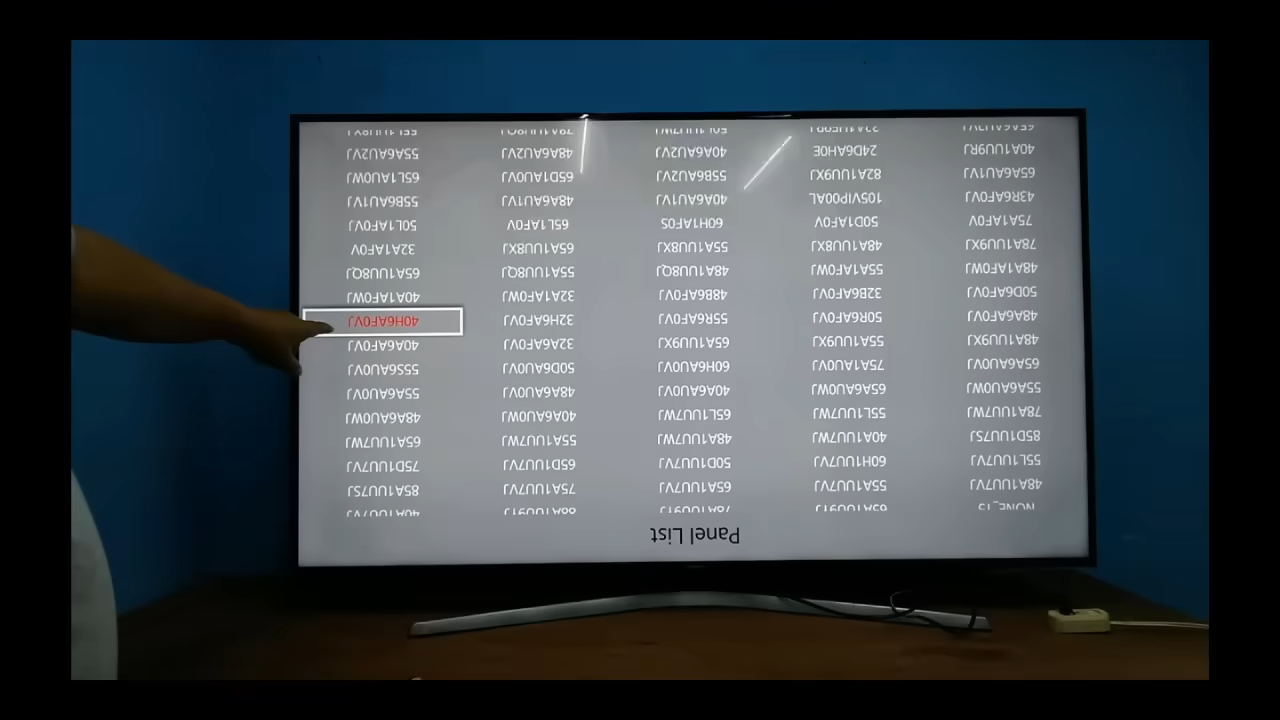 Panel List
48A1UU7VJ 55A1UU7VJ 65A1UU7VJ 75A1UU7VJ 85A1UU7SJ
55L1UU7VJ 60H1UU7VJ 50D1UU7VJ 65D1UU7VJ 75D1UU7VJ
85D1UU7SJ 40A1UU7WJ 48A1UU7WJ 55A1UU7WJ 65A1UU7WJ
78A1UU7WJ 55L1UU7WJ 65L1UU7WJ 40A6AU0WJ 48A6AU0WJ
55A6AU0WJ 65A6AU0WJ 40A6AU0VJ 48A6AU0VJ 55A6AU0VJ
65A6AU0VJ 75A1AU0VJ 60H6AU0VJ 50D6AU0VJ 55S6AU0VJ
48A1UU9XJ 55A1UU9XJ 65A1UU9XJ 32A6AF0VJ 40A6AF0VJ
48A6AF0VJ 50R6AF0VJ 55R6AF0VJ 32H6AF0VJ 40H6AF0VJ
50D6AF0VJ 32B6AF0VJ 48B6AF0VJ 32A1AF0WJ 40A1AF0WJ
48A1AF0WJ 55A1AF0WJ 48A1UU8QJ 55A1UU8QJ 65A1UU8QJ
78A1UU9XJ 48A1UU8XJ 55A1UU8XJ 65A1UU8XJ 32A1AF0V
75A1AF0V 50D1AF0V 60H1AF0S 65L1AF0V 50L1AF0VJ
43R6AF0VJ 105VIP00AL 40A6AU1VJ 48A6AU1VJ 55B6AU1VJ
65A6AU1VJ 82A1UU9XJ 55B6AU2VJ 65D1AU0VJ 65L1AU0WJ
40A1UU9RJ 24D6AH0E 40A6AU2VJ 48A6AU2VJ 55A6AU2VJ